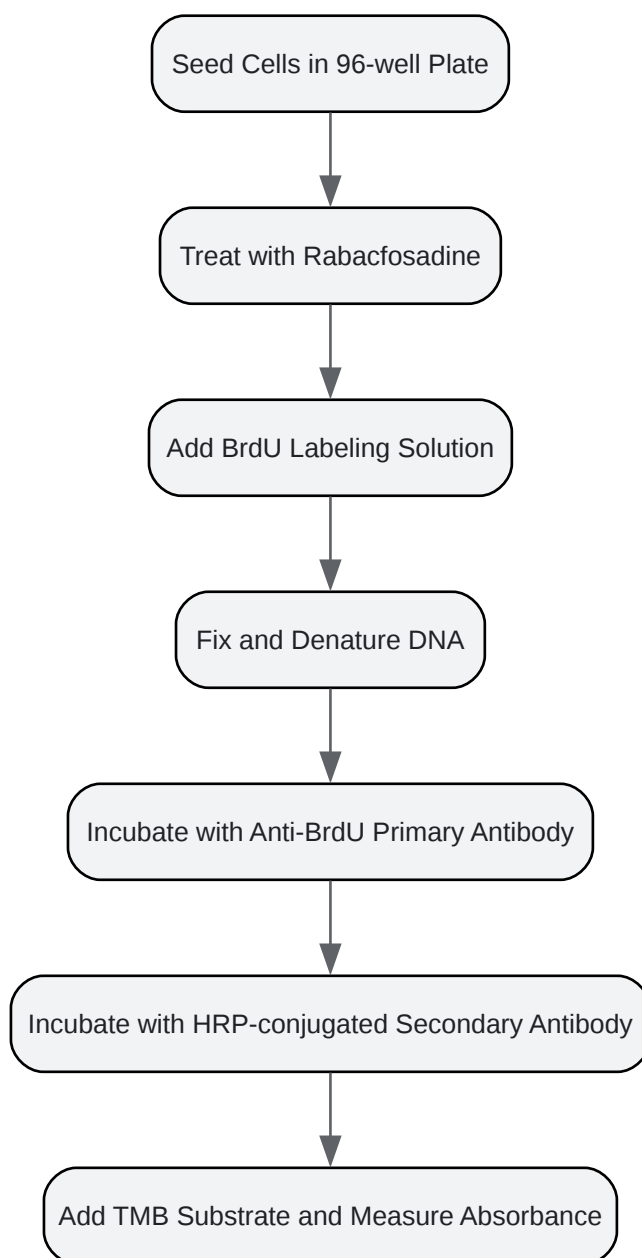 Seed Cells in 96-well Plate
Treat with Rabacfosadine
Add BrdU Labeling Solution
Fix and Denature DNA
Incubate with Anti-BrdU Primary Antibody
Incubate with HRP-conjugated Secondary Antibody
Add TMB Substrate and Measure Absorbance